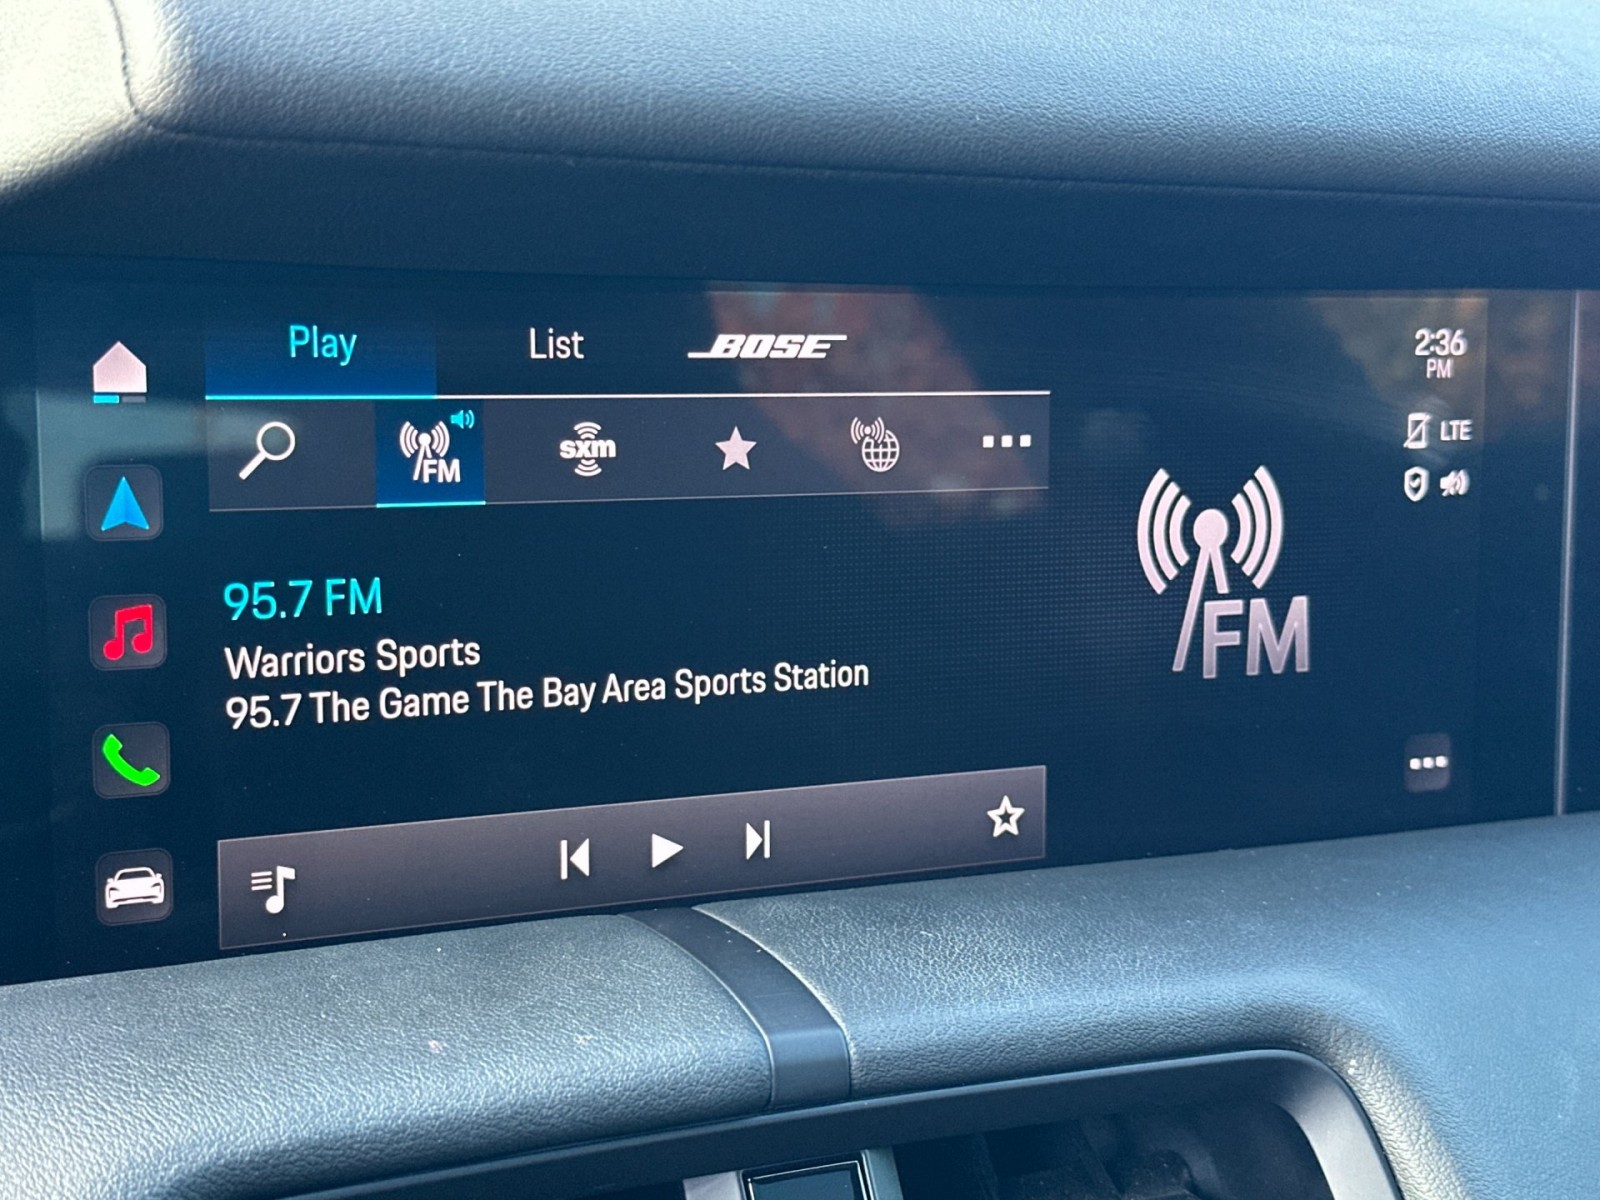 Play
List
BOSE
2:36
PM
FM
sxm
LTE
FM
95.7 FM
Warriors Sports
95.7 The Game The Bay Area Sports Station